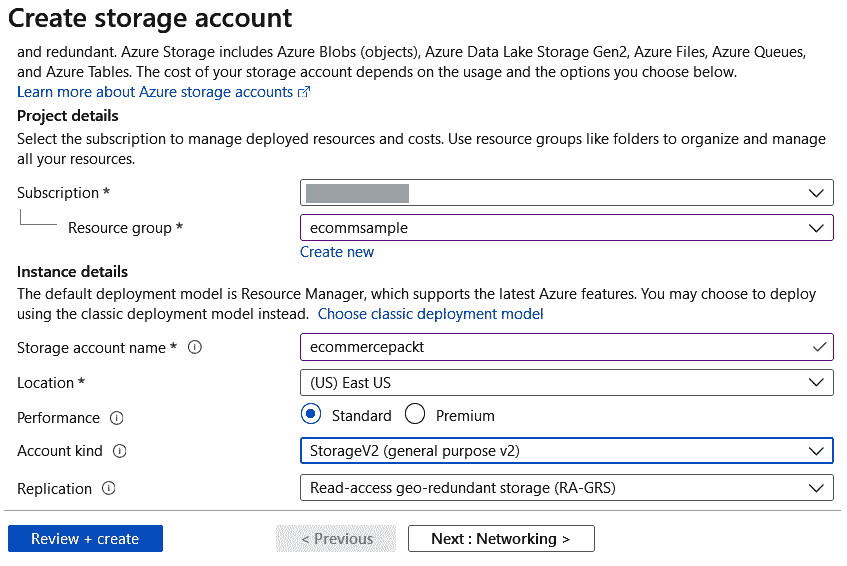 Create storage account
and redundant. Azure Storage includes Azure Blobs (objects), Azure Data Lake Storage Gen2, Azure Files, Azure Queues,
and Azure Tables. The cost of your storage account depends on the usage and the options you choose below.
Learn more about Azure storage accounts
Project details
Select the subscription to manage deployed resources and costs. Use resource groups like folders to organize and manage
all your resources.
Subscription *
Resource group * ecommsample
Create new
Instance details
The default deployment model is Resource Manager, which supports the latest Azure features. You may choose to deploy
using the classic deployment model instead. Choose classic deployment model
Storage account name * ecommercepackt
Location * (US) East US
Performance Standard Premium
Account kind StorageV2 (general purpose v2)
Replication Read-access geo-redundant storage (RA-GRS)
Review + create < Previous Next : Networking >